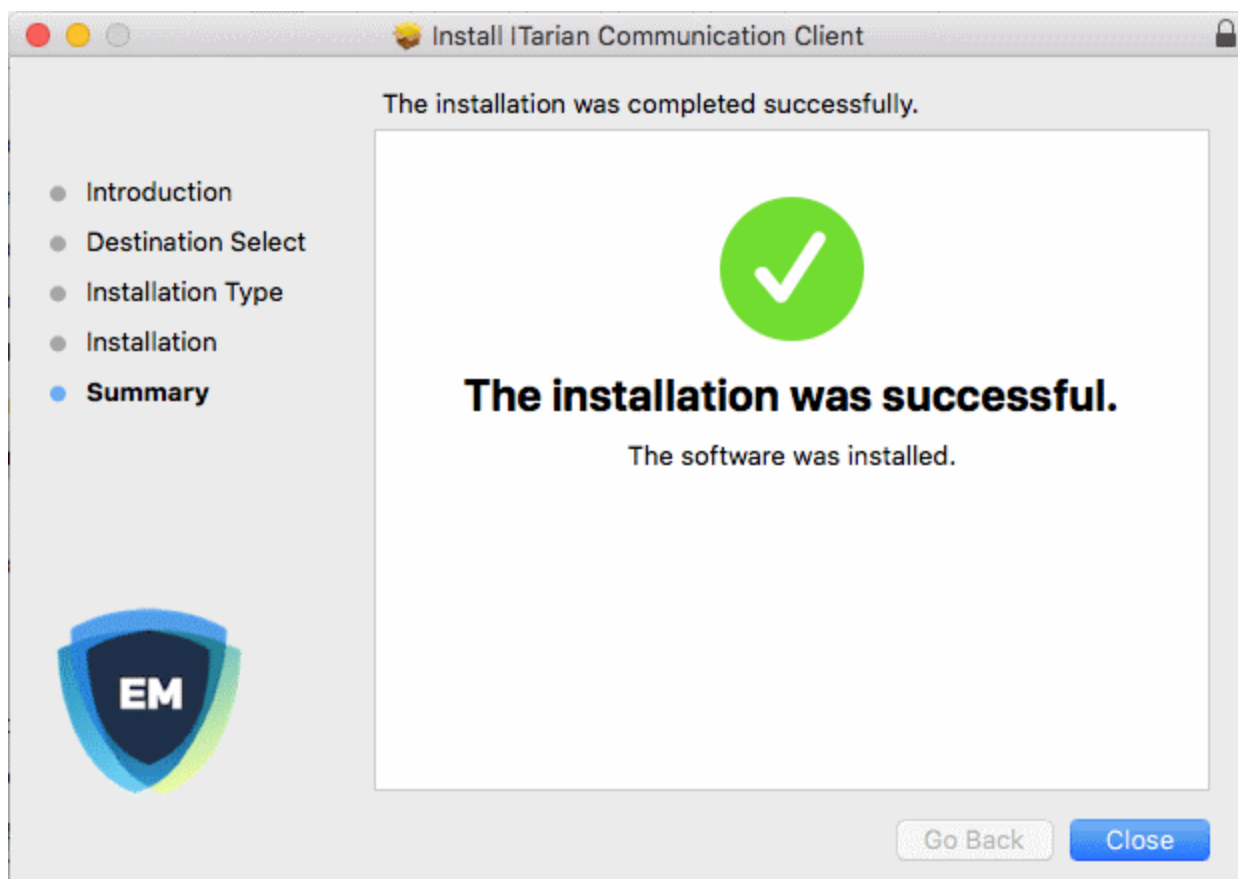 Install ITarian Communication Client
The installation was completed successfully.
Introduction
Destination Select
Installation Type
Installation
Summary
The installation was successful.
The software was installed.
EM
Go Back
Close